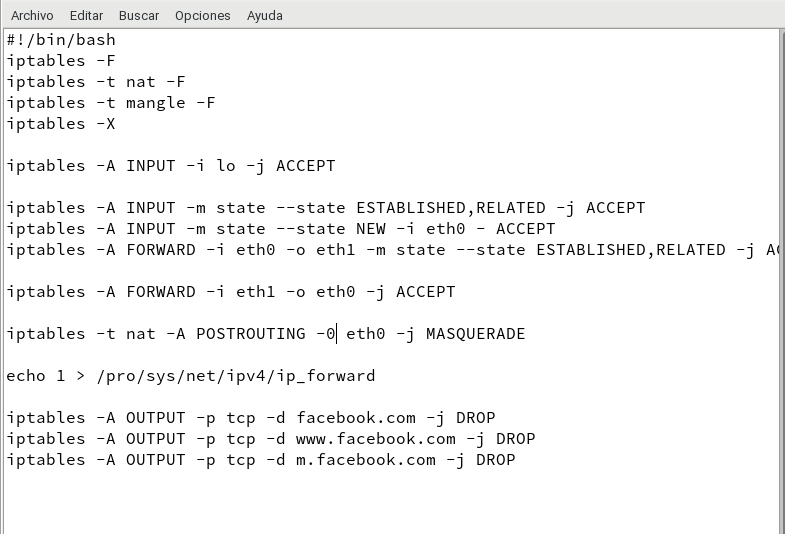 Archivo Editar Buscar Opciones Ayuda
#!/bin/bash
iptables -F
iptables -t nat -F
iptables -t mangle -F
iptables -X
iptables -A INPUT -i lo -j ACCEPT
iptables -A INPUT -m state --state ESTABLISHED,RELATED -j ACCEPT
iptables -A INPUT -m state --state NEW -i eth0 - ACCEPT
iptables -A FORWARD -i eth0 -o eth1 -m state --state ESTABLISHED,RELATED -j
iptables -A FORWARD -i eth1 -o eth0 -j ACCEPT
iptables -t nat -A POSTROUTING -0 eth0 -j MASQUERADE
echo 1 > /pro/sys/net/ipv4/ip_forward
iptables -A OUTPUT -p tcp -d facebook.com -j DROP
iptables -A OUTPUT -p tcp -d www.facebook.com -j DROP
iptables -A OUTPUT -p tcp -d m.facebook.com -j DROP